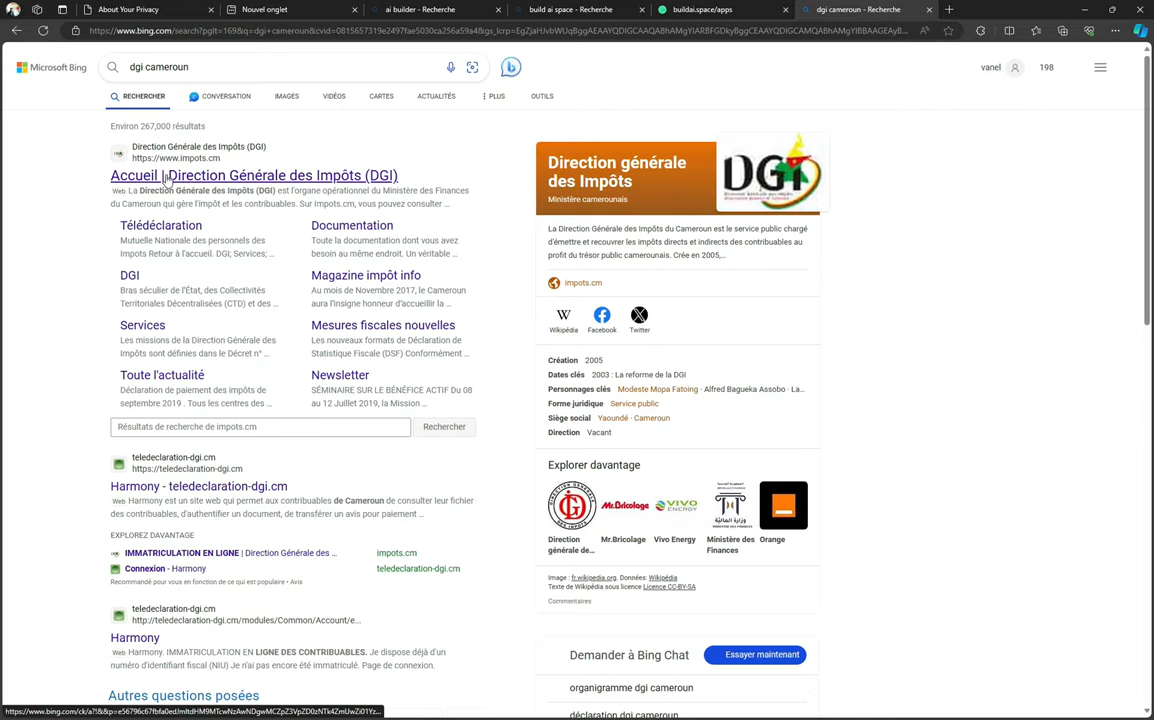 About Your Privacy
Nouvel onglet
ai builder - Recherche
build ai space - Recherche
buildai.space/apps
dgi cameroun - Recherche
https://www.bing.com/search?pglt=169&q=dgi+cameroun&cvid=0815657319e2497fae5030ca256a59a4&gs_lcrp=
Microsoft Bing
dgi cameroun
vanel
198
RECHERCHER
CONVERSATION
IMAGES
VIDÉOS
CARTES
ACTUALITÉS
PLUS
OUTILS
Environ 267,000 résultats
Direction Générale des Impôts (DGI)
https://www.impots.cm
Accueil | Direction Générale des Impôts (DGI)
Web La Direction Générale des Impôts (DGI) est l'organe opérationnel du Ministère des Finances
du Cameroun qui gère l'impôt et les contribuables. Sur Impots.cm, vous pouvez consulter ...
Télédéclaration
Mutuelle Nationale des personnels des
Impots Retour à l'accueil. DGI; Services; ...
Documentation
Toute la documentation dont vous avez
besoin au même endroit. Un véritable ...
DGI
Bras séculier de l'État, des Collectivités
Territoriales Décentralisées (CTD) et des ...
Magazine impôt info
Au mois de Novembre 2017, le Cameroun
aura l'insigne honneur d'accueillir la ...
Services
Les missions de la Direction Générale des
Impôts sont définies dans le Décret n° ...
Mesures fiscales nouvelles
Les nouveaux formats de Déclaration de
Statistique Fiscale (DSF) Conformément ...
Toute l'actualité
Déclaration de paiement des impôts de
septembre 2019 . Tous les centres des ...
Newsletter
SÉMINAIRE SUR LE BÉNÉFICE ACTIF Du 08
au 12 Juillet 2019, la Mission ...
Résultats de recherche de impots.cm
Rechercher
teledeclaration-dgi.cm
https://teledeclaration-dgi.cm
Harmony - teledeclaration-dgi.cm
Web Harmony est un site web qui permet aux contribuables de Cameroun de consulter leur fichier
des contribuables, d'authentifier un document, de transférer un avis pour paiement ...
EXPLOREZ DAVANTAGE
IMMATRICULATION EN LIGNE | Direction Générale des ...
impots.cm
Connexion - Harmony
teledeclaration-dgi.cm
Recommandé pour vous en fonction de ce qui est populaire • Avis
teledeclaration-dgi.cm
http://teledeclaration-dgi.cm/modules/Common/Account/e...
Harmony
Web Harmony. IMMATRICULATION EN LIGNE DES CONTRIBUABLES. Je dispose déjà d'un
numéro d'identifiant fiscal (NIU) Je n'ai pas encore été immatriculé. Page de connexion.
Autres questions posées
Direction générale
des Impôts
Ministère camerounais
DGI
La Direction Générale des Impôts du Cameroun est le service public chargé
d'émettre et recouvrer les impôts directs et indirects des contribuables au
profit du trésor public camerounais. Crée en 2005,...
impots.cm
W
Wikipédia
Facebook
Twitter
Création 2005
Dates clés 2003 : La reforme de la DGI
Personnages clés Modeste Mopa Fatoing · Alfred Bagueka Assobo · La...
Forme juridique Service public
Siège social Yaoundé · Cameroun
Direction Vacant
Explorer davantage
Mr.Bricolage
VIVO
ENERGY
Direction
générale de...
Mr.Bricolage
Vivo Energy
Ministère des
Finances
Orange
Image : fr.wikipedia.org, Données: Wikipédia
Texte de Wikipédia sous licence Licence CC-BY-SA
Commentaires
Demander à Bing Chat
Essayer maintenant
organigramme dgi cameroun
déclaration dgi cameroun